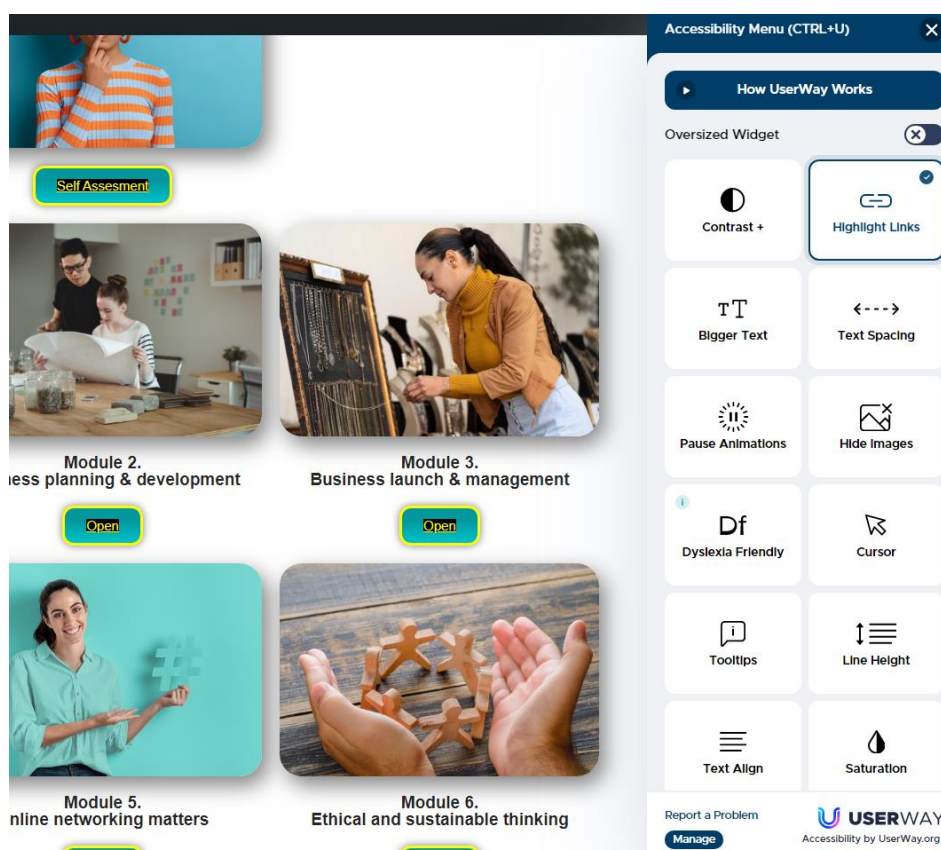 Accessibility Menu (CTRL+U)
How UserWay Works
Oversized Widget
Contrast +
Highlight Links
Bigger Text
Text Spacing
Pause Animations
Hide Images
Dyslexia Friendly
Df
Cursor
Tooltips
Line Height
Text Align
Saturation
Report a Problem
Manage
USERWAY
Accessibility by UserWay.org
Self Assesment
Module 2.
ness planning & development
Open
Module 3.
Business launch & management
Open
Module 5.
nline networking matters
Module 6.
Ethical and sustainable thinking